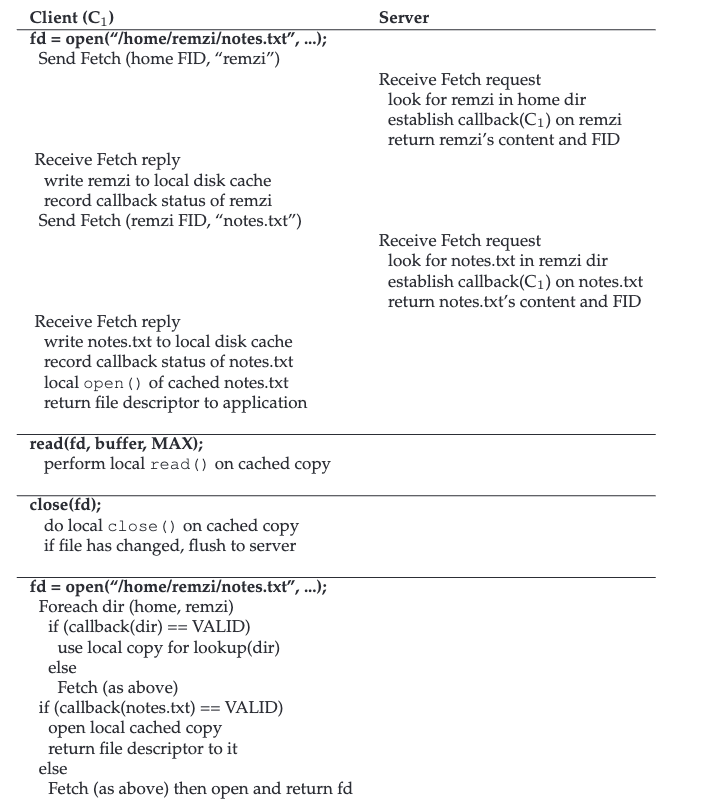 Client (C₁) Server
fd = open(“/home/remzi/notes.txt”, ...);
Send Fetch (home FID, “remzi”)
Receive Fetch request
look for remzi in home dir
establish callback(C₁) on remzi
return remzi’s content and FID
Receive Fetch reply
write remzi to local disk cache
record callback status of remzi
Send Fetch (remzi FID, “notes.txt”)
Receive Fetch request
look for notes.txt in remzi dir
establish callback(C₁) on notes.txt
return notes.txt’s content and FID
Receive Fetch reply
write notes.txt to local disk cache
record callback status of notes.txt
local open() of cached notes.txt
return file descriptor to application
read(fd, buffer, MAX);
perform local read() on cached copy
close(fd);
do local close() on cached copy
if file has changed, flush to server
fd = open(“/home/remzi/notes.txt”, ...);
Foreach dir (home, remzi)
if (callback(dir) == VALID)
use local copy for lookup(dir)
else
Fetch (as above)
if (callback(notes.txt) == VALID)
open local cached copy
return file descriptor to it
else
Fetch (as above) then open and return fd